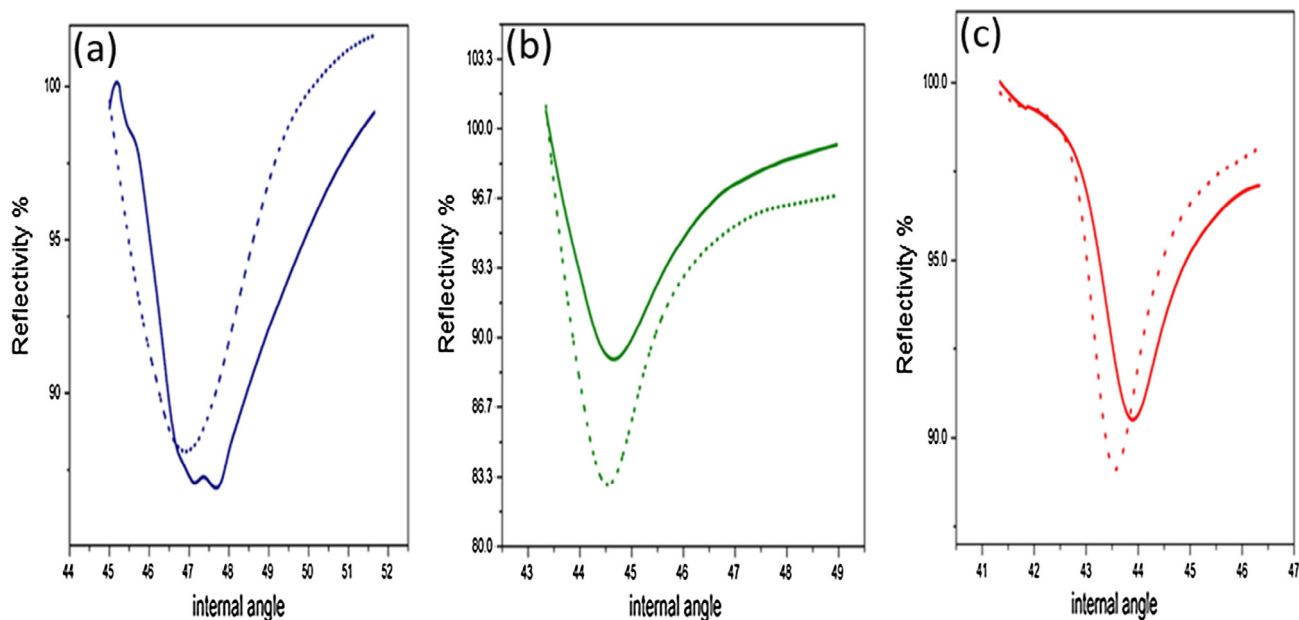 (a)
Reflectivity %
100
95
90
44 45 46 47 48 49 50 51 52
internal angle
(b)
Reflectivity %
103.3
100.0
96.7
93.3
90.0
86.7
83.3
80.0
43 44 45 46 47 48 49
internal angle
(c)
Reflectivity %
100.0
95.0
90.0
41 42 43 44 45 46 47
internal angle